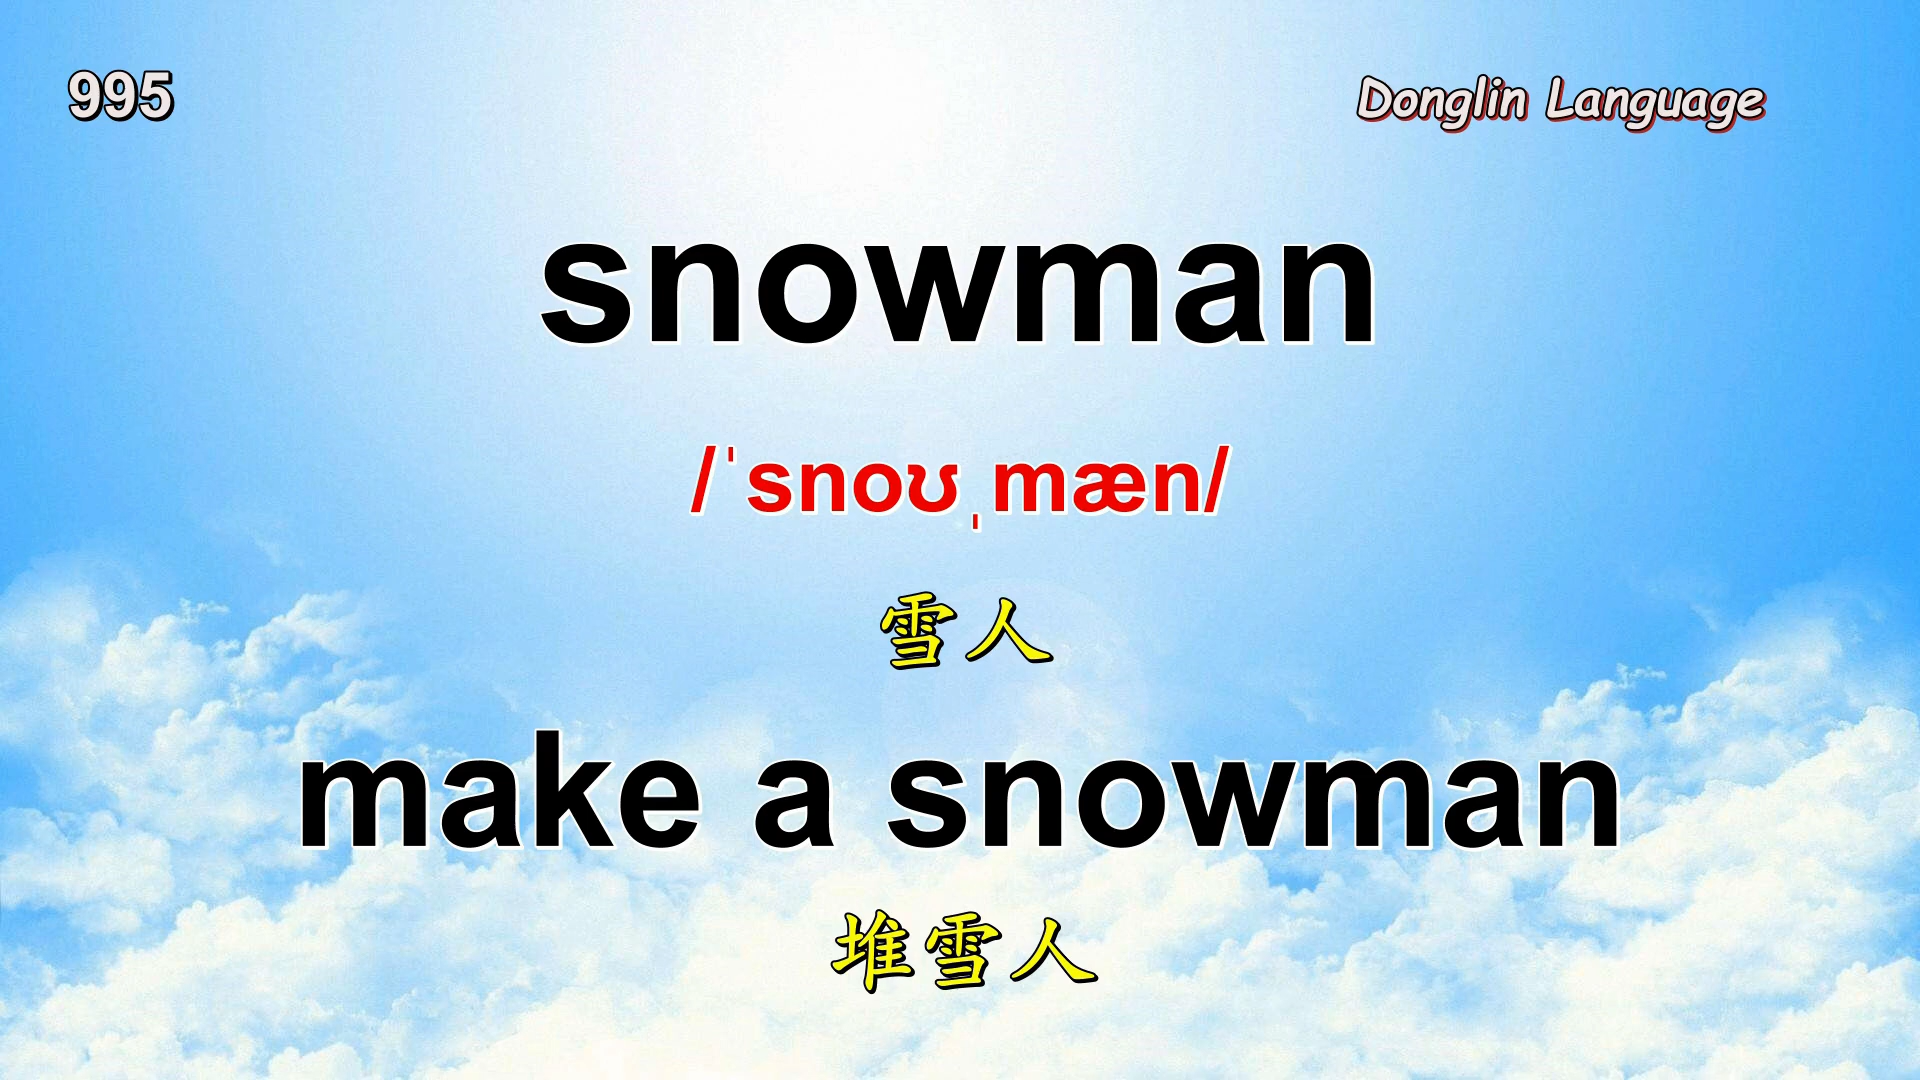 995
Donglin Language
snowman
/ˈsnoʊˌmæn/
雪人
make a snowman
堆雪人